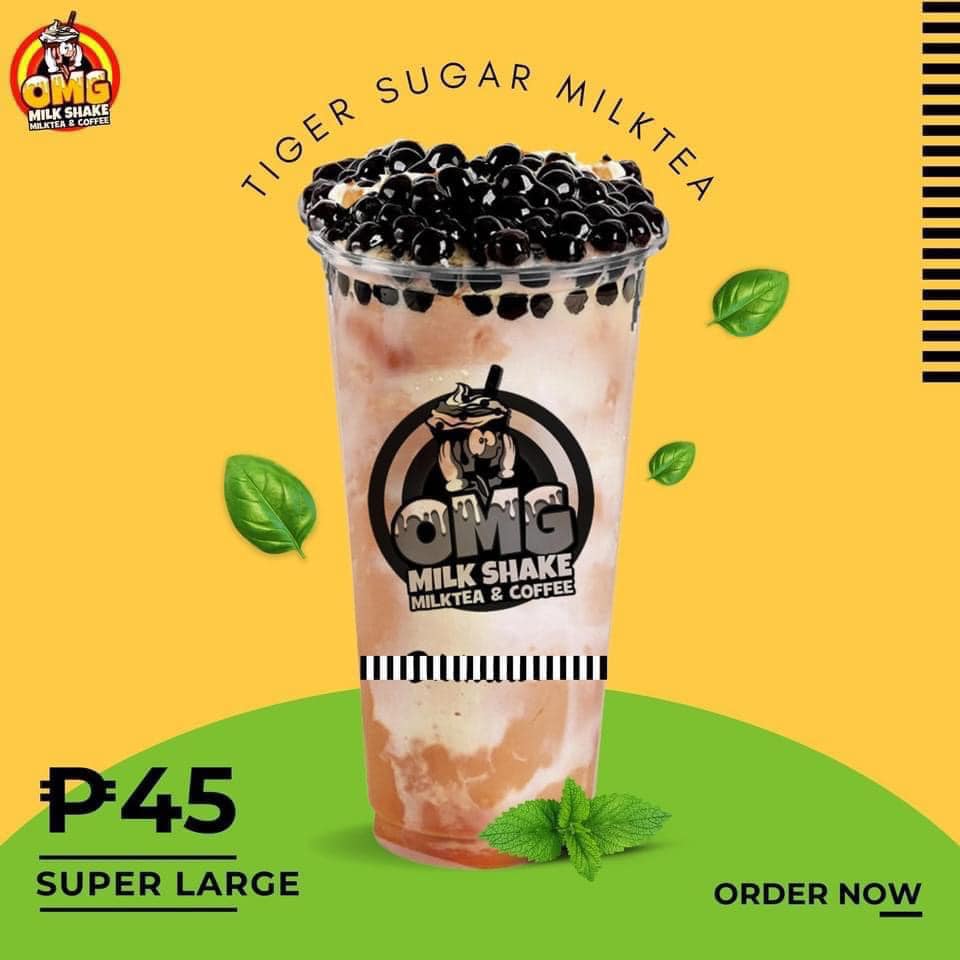 OMG
MILK SHAKE
MILKTEA & COFFEE
TIGER SUGAR MILKTEA
OMG
MILK SHAKE
MILKTEA & COFFEE
₱45
SUPER LARGE
ORDER NOW